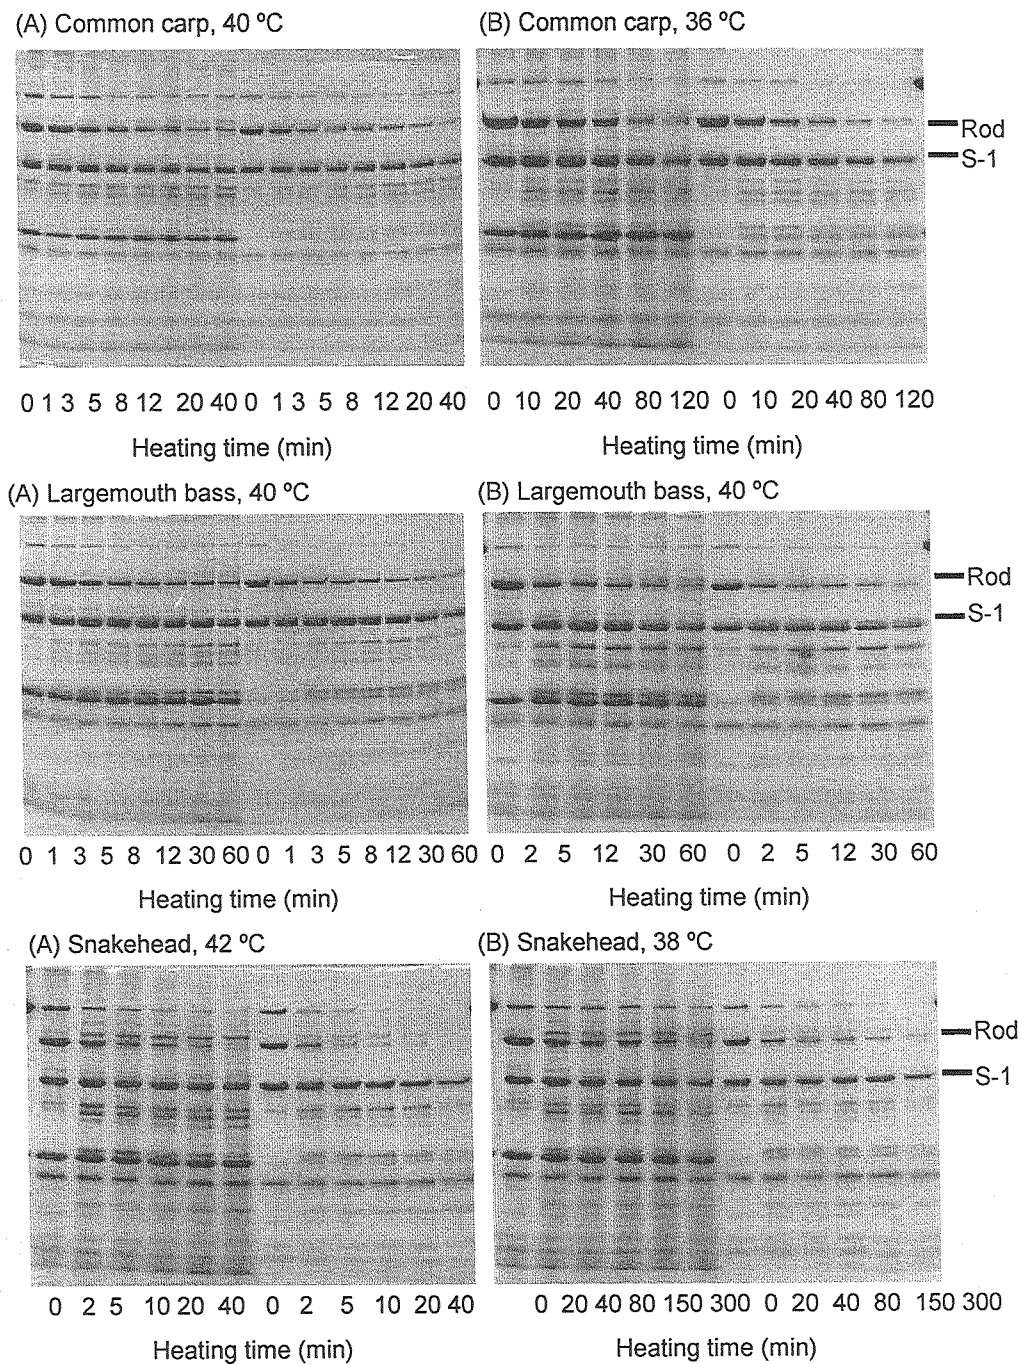 (A) Common carp, 40 ºC
(B) Common carp, 36 ºC
Rod
S-1
0 1 3 5 8 12 20 40 0 1 3 5 8 12 20 40
0 10 20 40 80 120 0 10 20 40 80 120
Heating time (min)
Heating time (min)
(A) Largemouth bass, 40 ºC
(B) Largemouth bass, 40 ºC
Rod
S-1
0 1 3 5 8 12 30 60 0 1 3 5 8 12 30 60
0 2 5 12 30 60 0 2 5 12 30 60
Heating time (min)
Heating time (min)
(A) Snakehead, 42 ºC
(B) Snakehead, 38 ºC
Rod
S-1
0 2 5 10 20 40 0 2 5 10 20 40
0 20 40 80 150 300 0 20 40 80 150 300
Heating time (min)
Heating time (min)